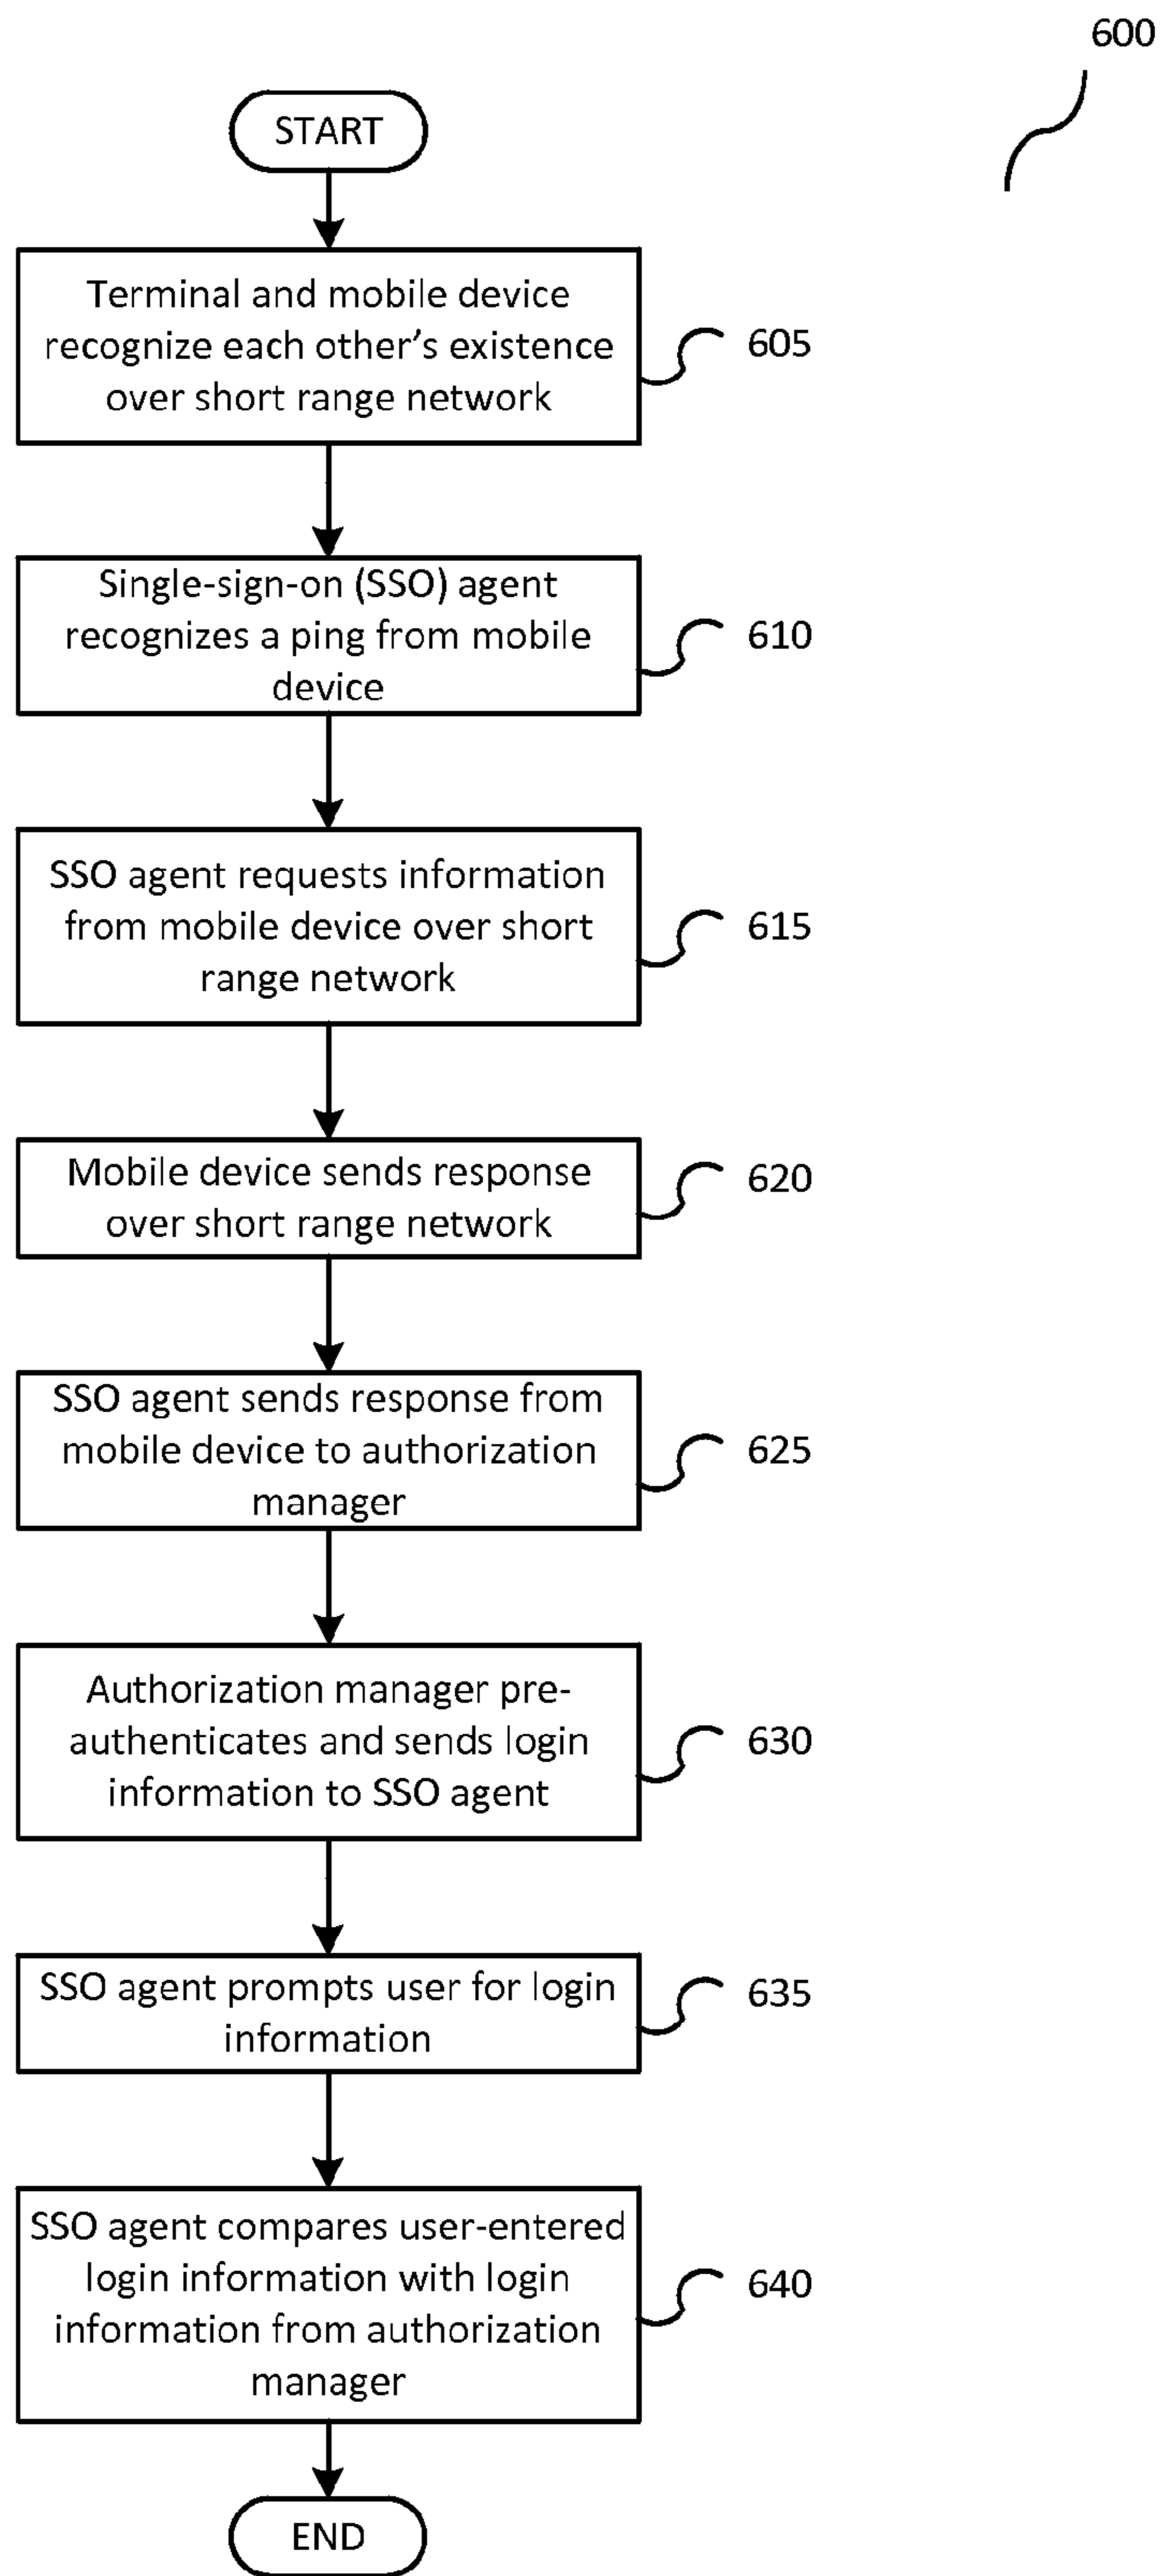 600
START
Terminal and mobile device
recognize each other's existence
over short range network
605
Single-sign-on (SSO) agent
recognizes a ping from mobile
device
610
SSO agent requests information
from mobile device over short
range network
615
Mobile device sends response
over short range network
620
SSO agent sends response from
mobile device to authorization
manager
625
Authorization manager pre-
authenticates and sends login
information to SSO agent
630
SSO agent prompts user for login
information
635
SSO agent compares user-entered
login information with login
information from authorization
manager
640
END